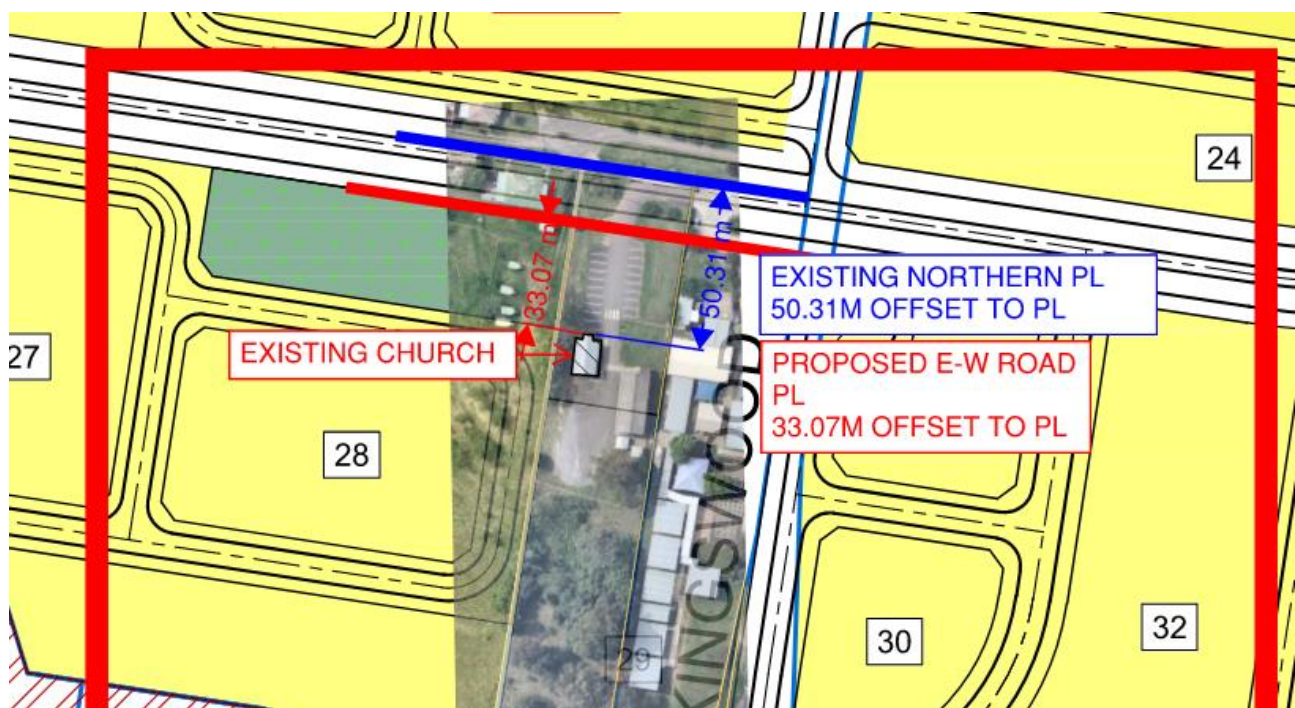 24
50.31 m
33.07 m
EXISTING NORTHERN PL
50.31M OFFSET TO PL
EXISTING CHURCH
PROPOSED E-W ROAD
PL
33.07M OFFSET TO PL
27
28
KINGSWOOD
29
30
32